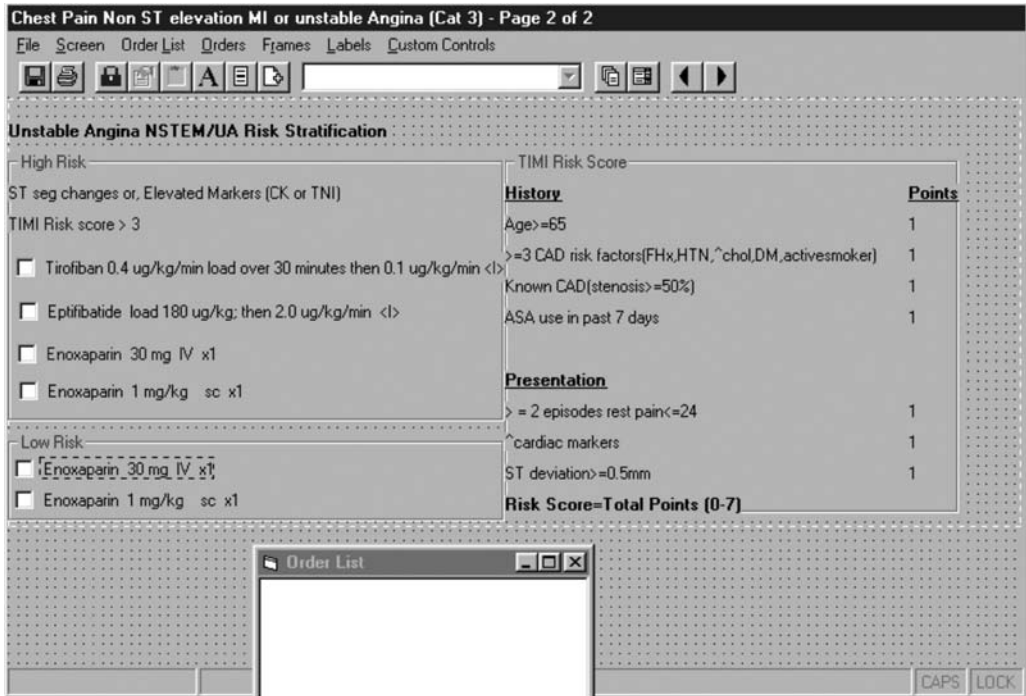 Chest Pain Non ST elevation MI or unstable Angina (Cat 3) - Page 2 of 2
File Screen Order List Orders Frames Labels Custom Controls
A
Unstable Angina NSTEM/UA Risk Stratification
High Risk
ST seg changes or, Elevated Markers (CK or TNI)
TIMI Risk score > 3
Tirofiban 0.4 ug/kg/min load over 30 minutes then 0.1 ug/kg/min <I>
Eptifibatide load 180 ug/kg; then 2.0 ug/kg/min <I>
Enoxaparin 30 mg IV x1
Enoxaparin 1 mg/kg sc x1
Low Risk
Enoxaparin 30 mg IV x1
Enoxaparin 1 mg/kg sc x1
TIMI Risk Score
History Points
Age>=65 1
>=3 CAD risk factors(FHx,HTN,^chol,DM,activesmoker) 1
Known CAD(stenosis>=50%) 1
ASA use in past 7 days 1
Presentation
> = 2 episodes rest pain<=24 1
^cardiac markers 1
ST deviation>=0.5mm 1
Risk Score=Total Points (0-7)
Order List
CAPS LOCK